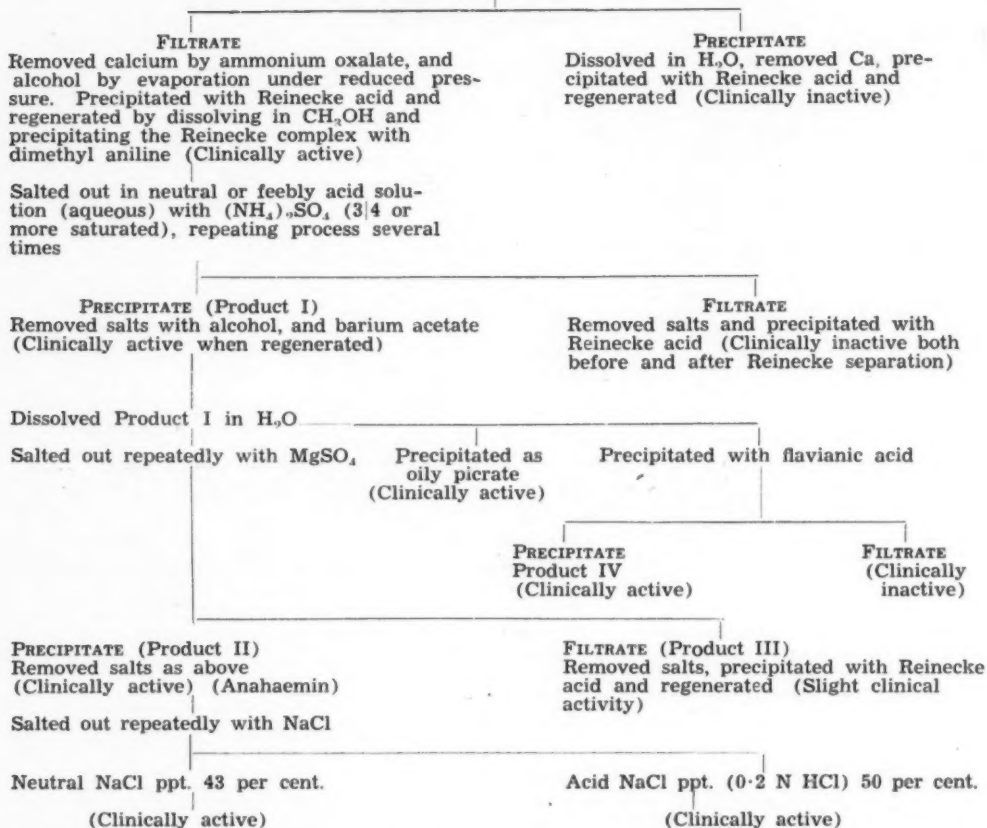 FILTRATE
Removed calcium by ammonium oxalate, and
alcohol by evaporation under reduced pres-
sure. Precipitated with Reinecke acid and
regenerated by dissolving in CH₃OH and
precipitating the Reinecke complex with
dimethyl aniline (Clinically active)
PRECIPITATE
Dissolved in H₂O, removed Ca, pre-
cipitated with Reinecke acid and
regenerated (Clinically inactive)
Salted out in neutral or feebly acid solu-
tion (aqueous) with (NH₄)₂SO₄ (3|4 or
more saturated), repeating process several
times
PRECIPITATE (Product I)
Removed salts with alcohol, and barium acetate
(Clinically active when regenerated)
FILTRATE
Removed salts and precipitated with
Reinecke acid (Clinically inactive both
before and after Reinecke separation)
Dissolved Product I in H₂O
Salted out repeatedly with MgSO₄
Precipitated as
oily picrate
(Clinically active)
Precipitated with flavianic acid
PRECIPITATE
Product IV
(Clinically active)
FILTRATE
(Clinically
inactive)
PRECIPITATE (Product II)
Removed salts as above
(Clinically active) (Anahaemin)
FILTRATE (Product III)
Removed salts, precipitated with Reinecke
acid and regenerated (Slight clinical
activity)
Salted out repeatedly with NaCl
Neutral NaCl ppt. 43 per cent.
(Clinically active)
Acid NaCl ppt. (0·2 N HCl) 50 per cent.
(Clinically active)